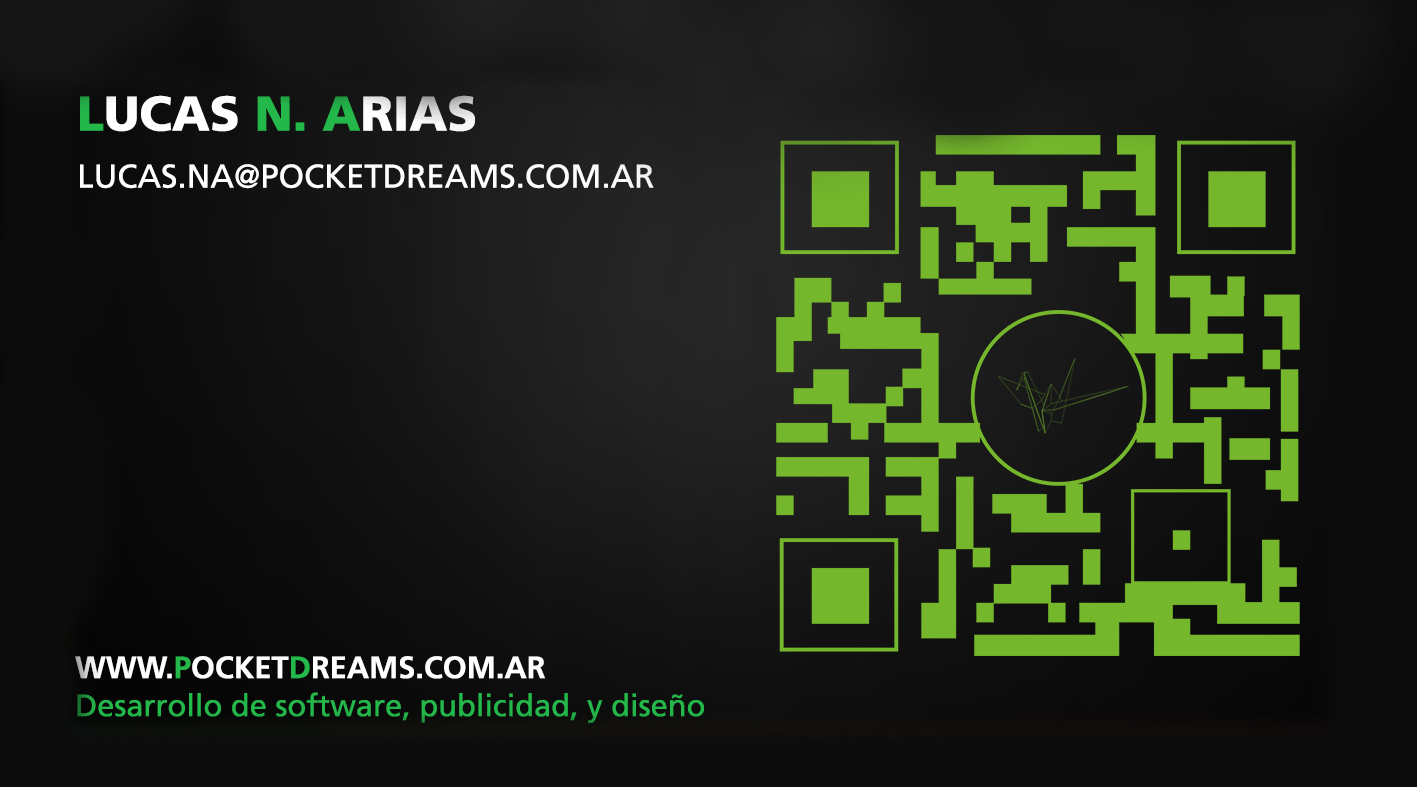 LUCAS N. ARIAS
LUCAS.NA@POCKETDREAMS.COM.AR
WWW.POCKETDREAMS.COM.AR
Desarrollo de software, publicidad, y diseño